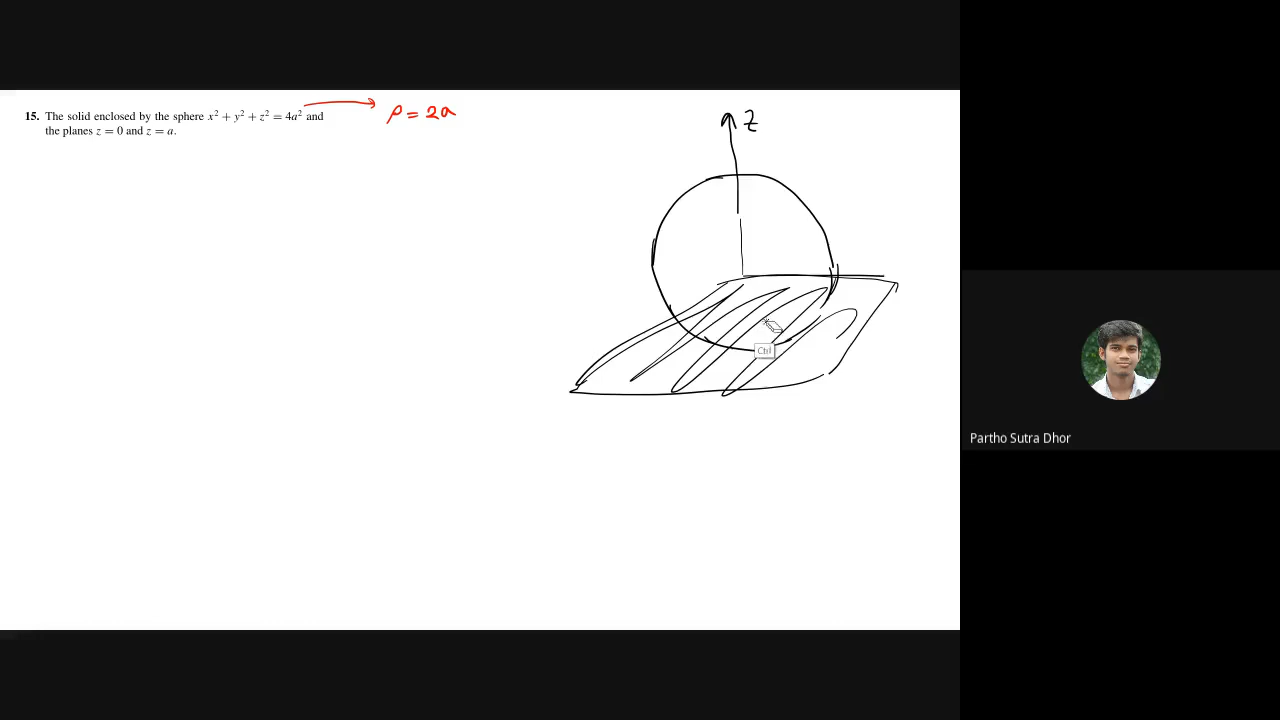 15. The solid enclosed by the sphere x² + y² + z² = 4a² and
the planes z = 0 and z = a.
ρ = 2a
z
Ctrl
Partho Sutra Dhor